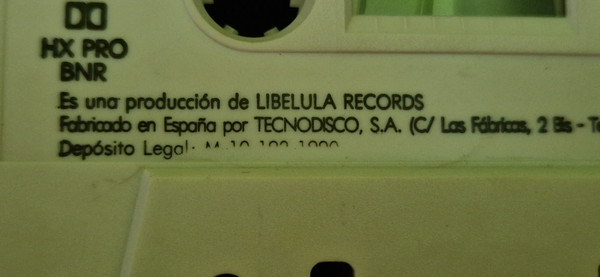 HX PRO
BNR
Es una producción de LIBELULA RECORDS
Fabricado en España por TECNODISCO, S.A. (C/ Las Fábricas, 2 Bis -
Depósito Legal: